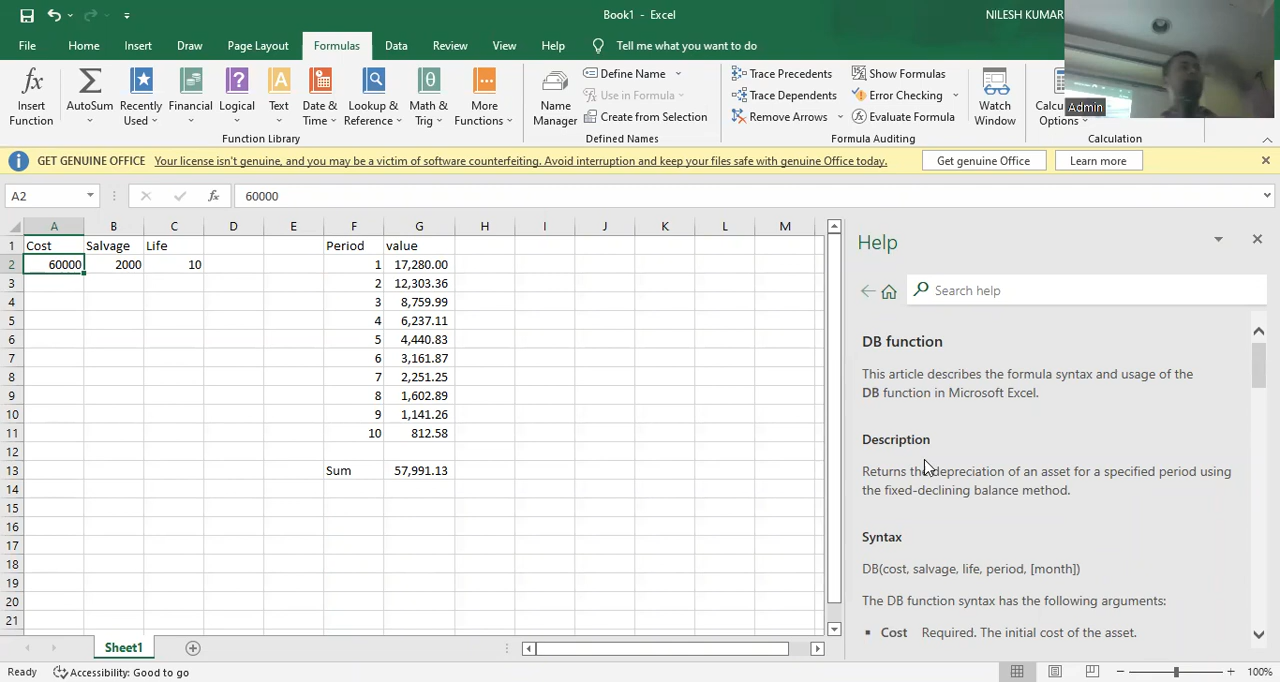 Book1 - Excel
NILESH KUMAR
File Home Insert Draw Page Layout Formulas Data Review View Help Tell me what you want to do
Insert Function
AutoSum
Recently Used
Financial
Logical
Text
Date & Time
Lookup & Reference
Math & Trig
More Functions
Function Library
Name Manager
Define Name
Use in Formula
Create from Selection
Defined Names
Trace Precedents
Trace Dependents
Remove Arrows
Show Formulas
Error Checking
Evaluate Formula
Formula Auditing
Watch Window
Options
Calculation
Admin
GET GENUINE OFFICE Your license isn't genuine, and you may be a victim of software counterfeiting. Avoid interruption and keep your files safe with genuine Office today. Get genuine Office Learn more
A2 fx 60000
A B C D E F G H I J K L M
1 Cost Salvage Life Period value
2 60000 2000 10 1 17,280.00
3 2 12,303.36
4 3 8,759.99
5 4 6,237.11
6 5 4,440.83
7 6 3,161.87
8 7 2,251.25
9 8 1,602.89
10 9 1,141.26
11 10 812.58
12
13 Sum 57,991.13
14
15
16
17
18
19
20
21
Sheet1
Ready Accessibility: Good to go 100%
Help
Search help
DB function
This article describes the formula syntax and usage of the
DB function in Microsoft Excel.
Description
Returns the depreciation of an asset for a specified period using
the fixed-declining balance method.
Syntax
DB(cost, salvage, life, period, [month])
The DB function syntax has the following arguments:
▪ Cost Required. The initial cost of the asset.